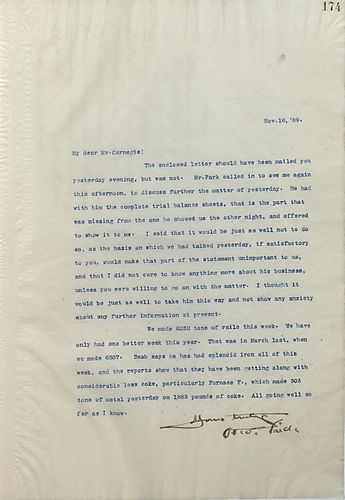 174
Nov.16,'89.
My dear Mr.Carnegie:
The enclosed letter should have been mailed you
yesterday evening, but was not. Mr.Park called in to see me again
this afternoon, to discuss further the matter of yesterday. He had
with him the complete trial balance sheets, that is the part that
was missing from the one he showed us the other night, and offered
to show it to me. I said that it would be just as well not to do
so, as the basis on which we had talked yesterday, if satisfactory
to you, would make that part of the statement unimportant to us,
and that I did not care to know anything more about his business,
unless you were willing to go on with the matter. I thought it
would be just as well to take him this way and not show any anxiety
about any further information at present.
We made 6232 tons of rails this week. We have
only had one better week this year. That was in March last, when
we made 6307. Swab says he has had splendid iron all of this
week, and the reports show that they have been getting along with
considerable less coke, particularly Furnace F., which made 303
tons of metal yesterday on 1883 pounds of coke. All going well so
far as I know.
Yours truly,